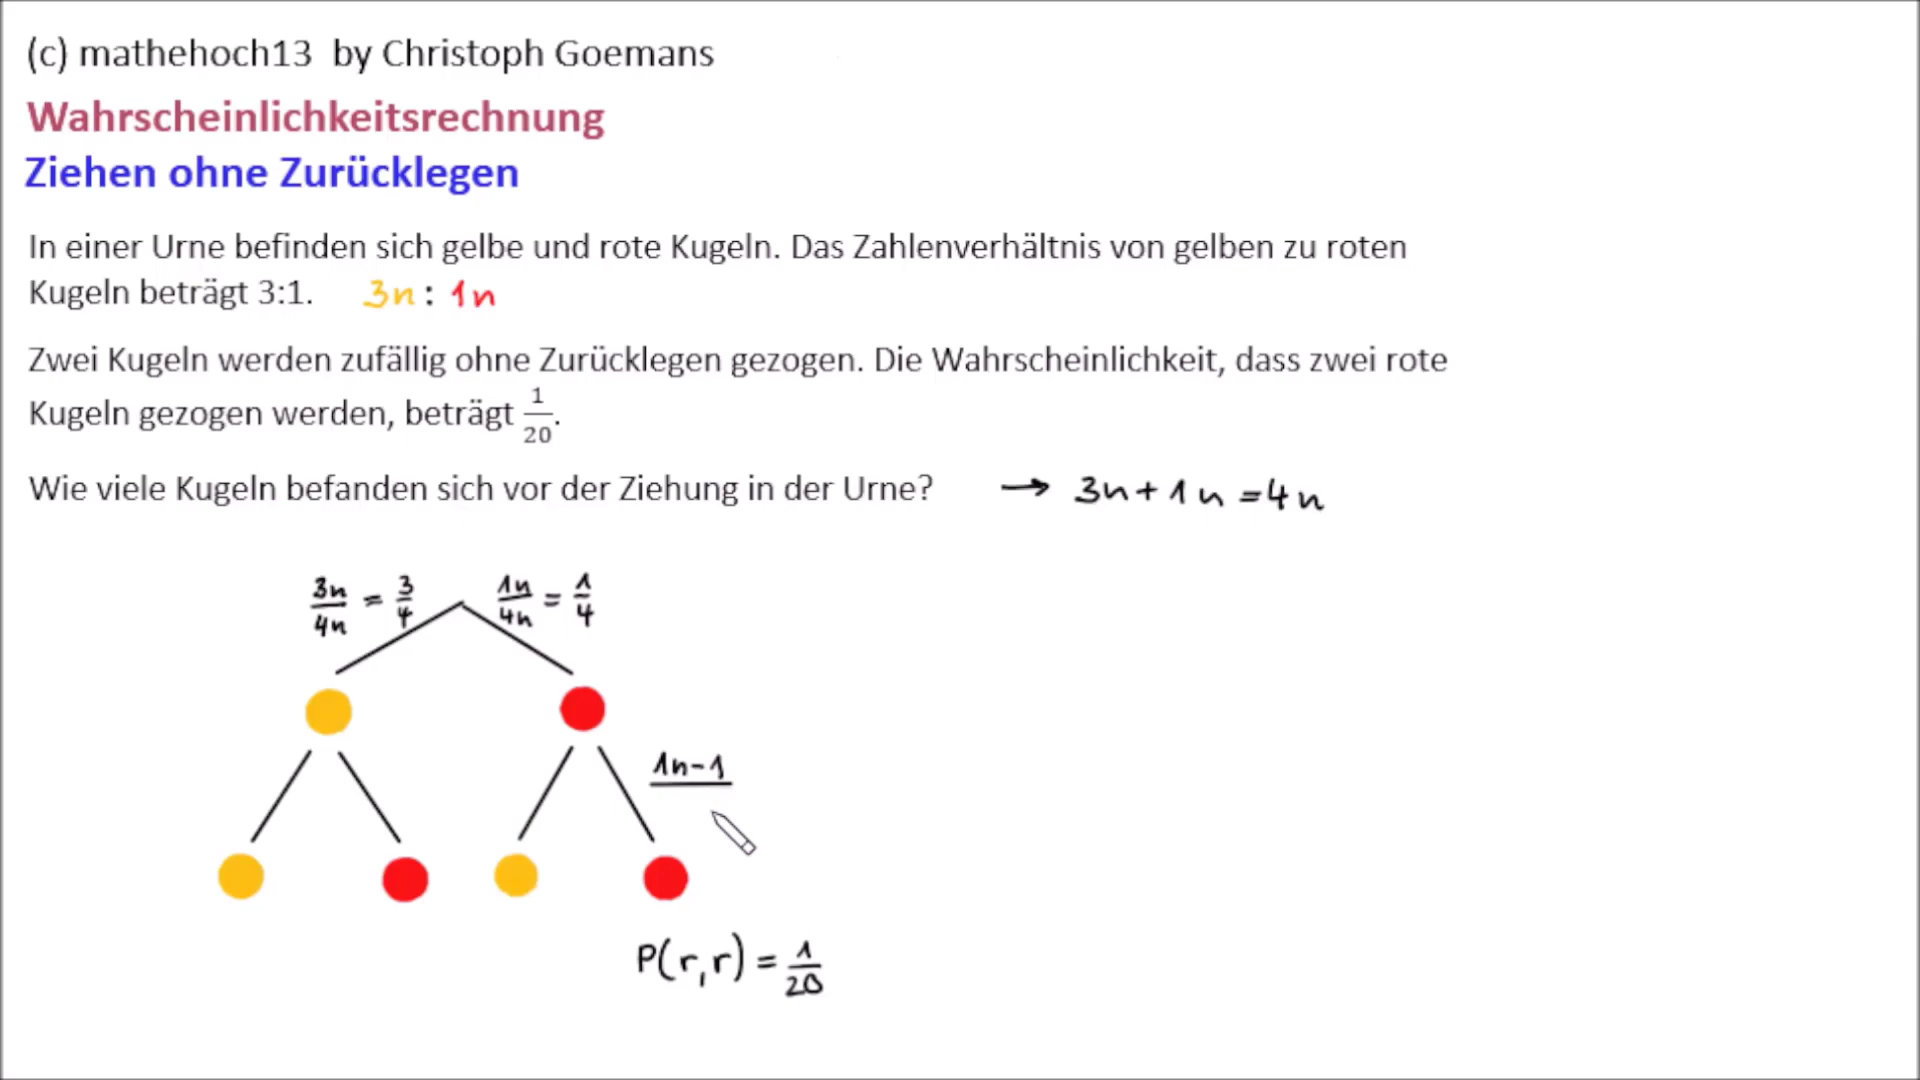 (c) mathehoch13 by Christoph Goemans
Wahrscheinlichkeitsrechnung
Ziehen ohne Zurücklegen
In einer Urne befinden sich gelbe und rote Kugeln. Das Zahlenverhältnis von gelben zu roten
Kugeln beträgt 3:1. 3n : 1n
Zwei Kugeln werden zufällig ohne Zurücklegen gezogen. Die Wahrscheinlichkeit, dass zwei rote
Kugeln gezogen werden, beträgt 1/20.
Wie viele Kugeln befanden sich vor der Ziehung in der Urne? → 3n + 1n = 4n
3n/4n = 3/4 1n/4n = 1/4
1n-1
P(r,r) = 1/20